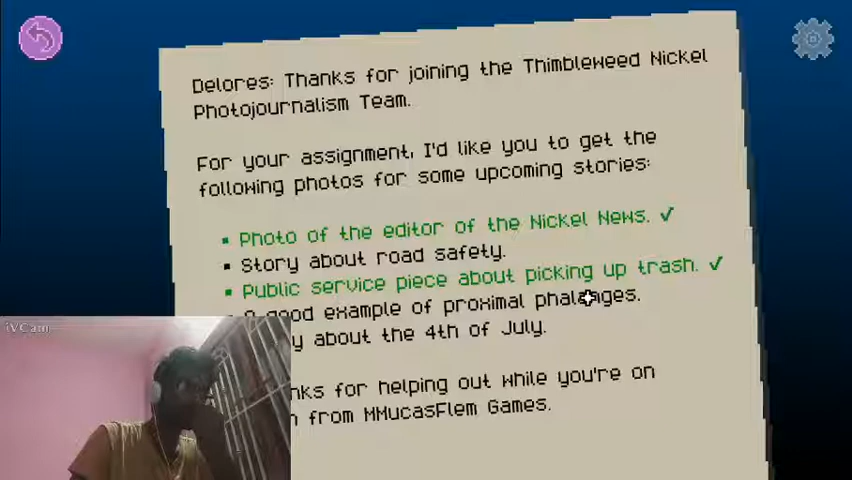 Delores: Thanks for joining the Thimbleweed Nickel
Photojournalism Team.
For your assignment, I'd like you to get the
following photos for some upcoming stories:
▪ Photo of the editor of the Nickel News. ✓
▪ Story about road safety.
▪ Public service piece about picking up trash. ✓
good example of proximal phalanges.
about the 4th of July.
for helping out while you're on
from MMucasFlem Games.
iVCam